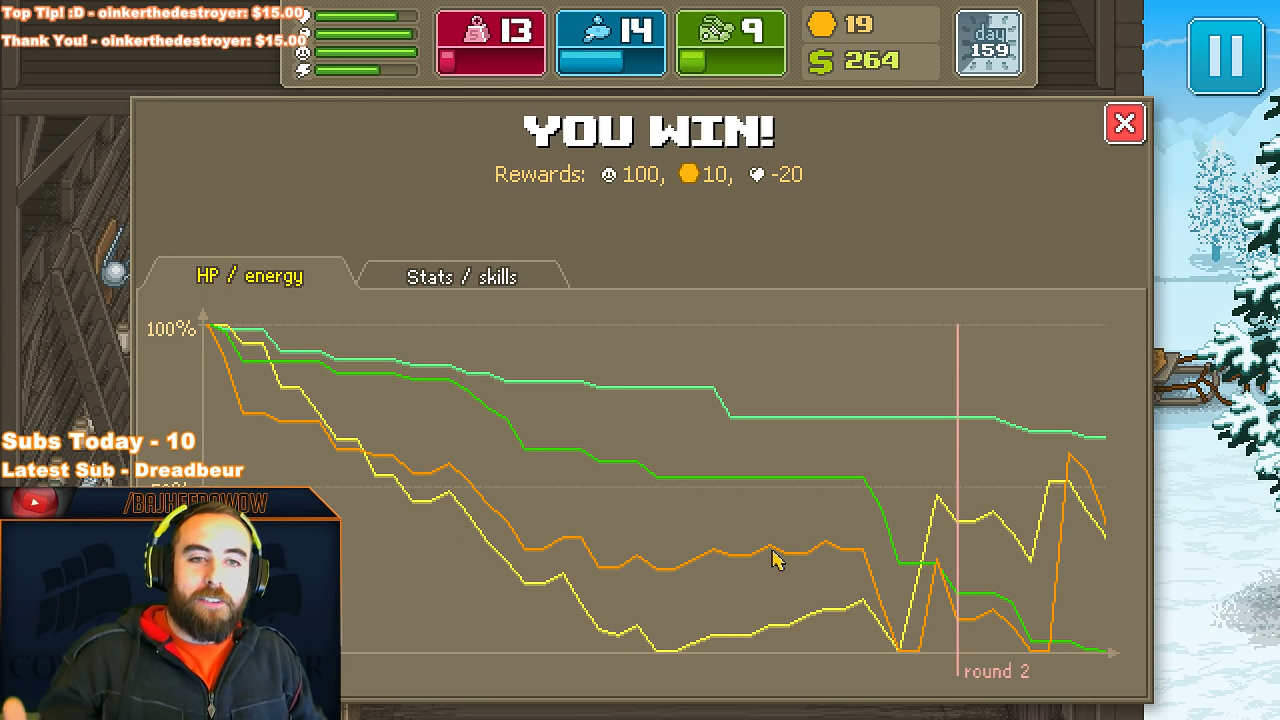 Top Tip! :D - oinkerthedestroyer: $15.00
Thank You! - oinkerthedestroyer: $15.00
13
14
9
19
264
day
159
YOU WIN!
Rewards: 100, 10, -20
HP / energy
Stats / skills
100%
Subs Today - 10
Latest Sub - Dreadbeur
/BAJHEERAWOW
round 2